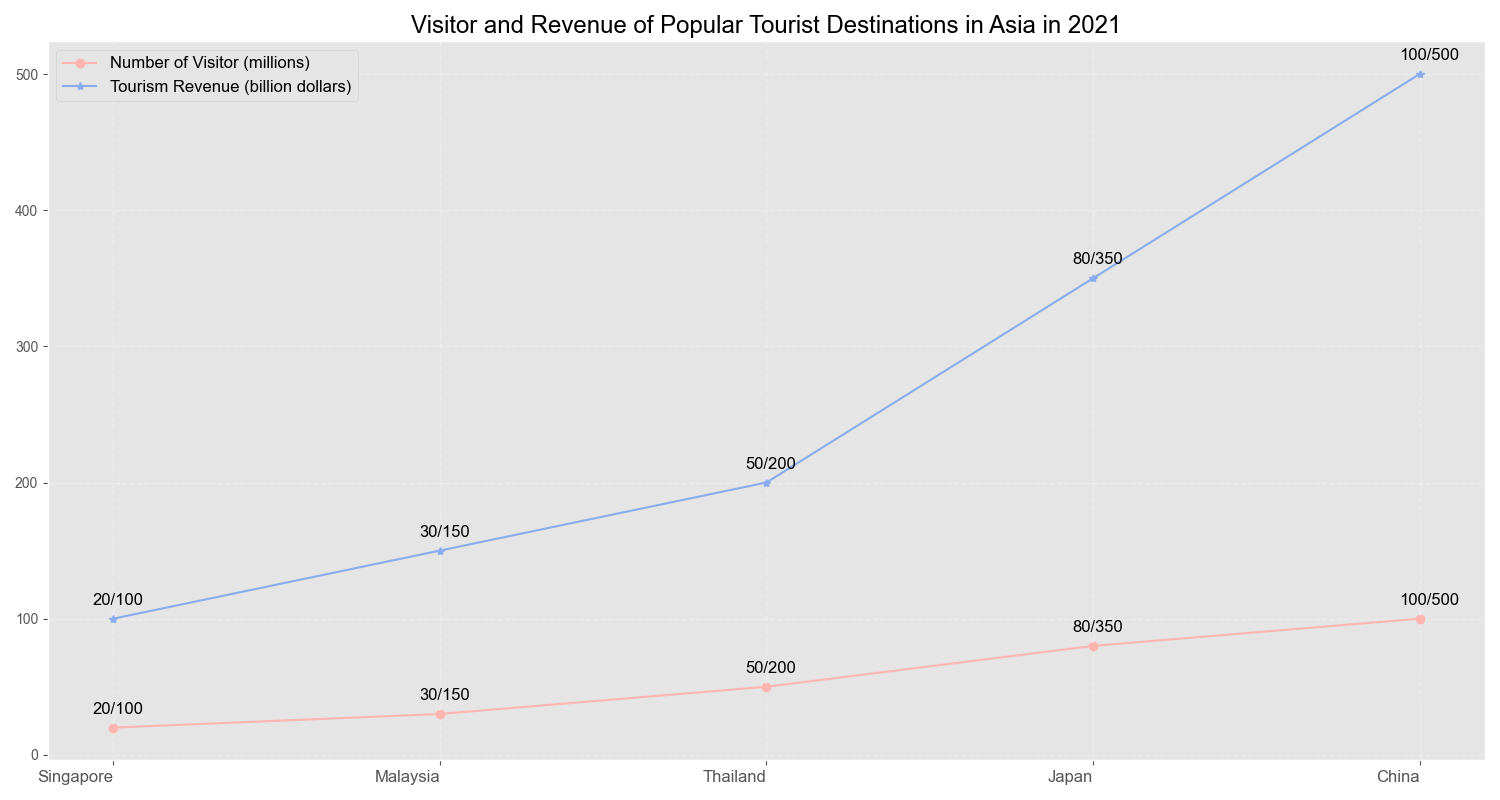 Visitor and Revenue of Popular Tourist Destinations in Asia in 2021
Number of Visitor (millions)
Tourism Revenue (billion dollars)
500
400
300
200
100
0
100/500
80/350
50/200
30/150
20/100
100/500
80/350
50/200
30/150
20/100
Singapore
Malaysia
Thailand
Japan
China